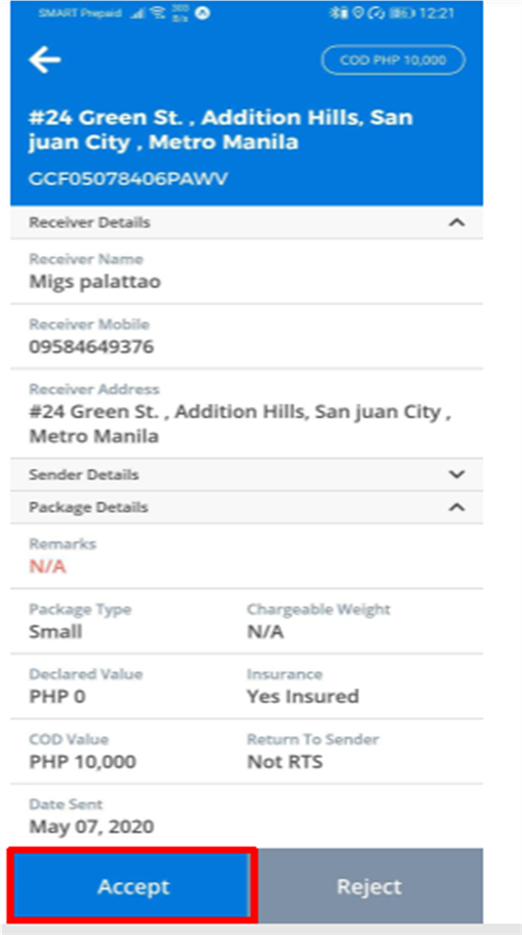 SMART Prepaid 12:21
COD PHP 10,000
#24 Green St. , Addition Hills, San
juan City , Metro Manila
GCF05078406PAWV
Receiver Details
Receiver Name
Migs palattao
Receiver Mobile
09584649376
Receiver Address
#24 Green St. , Addition Hills, San juan City ,
Metro Manila
Sender Details
Package Details
Remarks
N/A
Package Type Chargeable Weight
Small N/A
Declared Value Insurance
PHP 0 Yes Insured
COD Value Return To Sender
PHP 10,000 Not RTS
Date Sent
May 07, 2020
Accept Reject